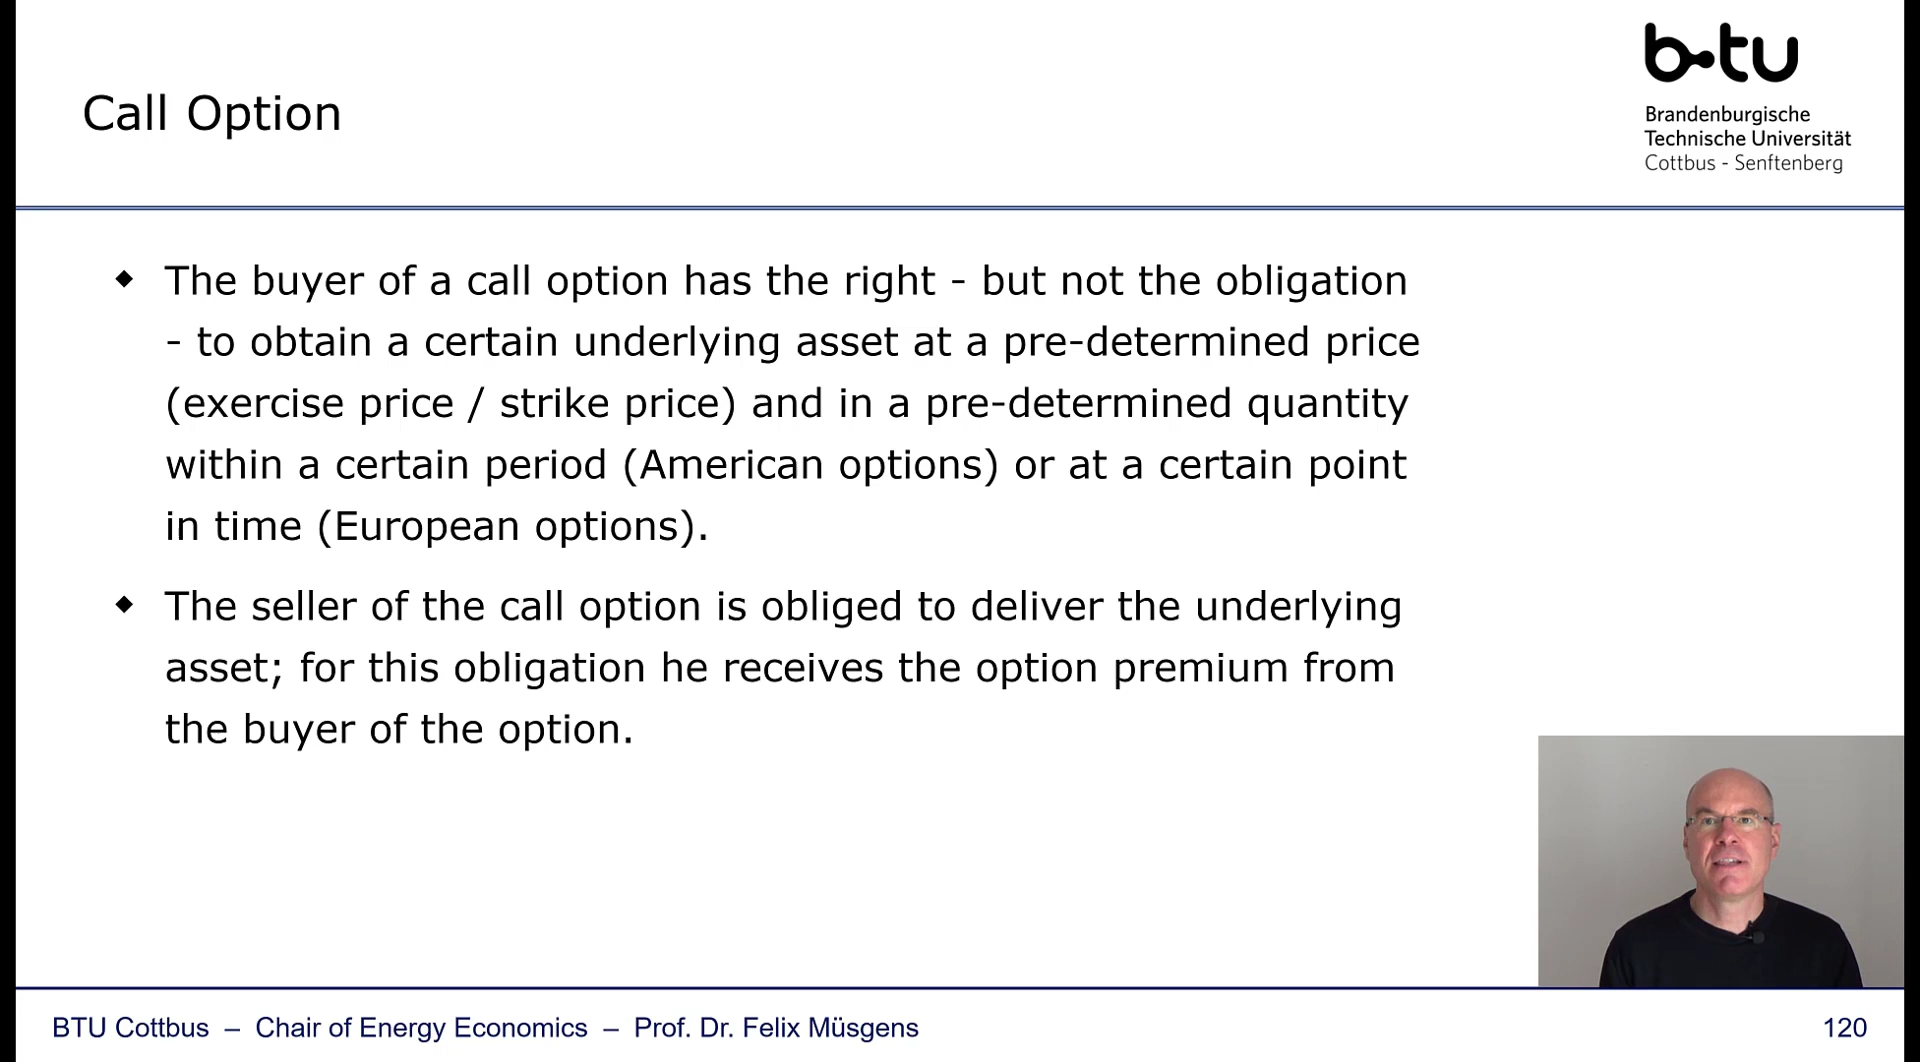 b-tu
Brandenburgische
Technische Universität
Cottbus - Senftenberg
Call Option
The buyer of a call option has the right - but not the obligation
- to obtain a certain underlying asset at a pre-determined price
(exercise price / strike price) and in a pre-determined quantity
within a certain period (American options) or at a certain point
in time (European options).
The seller of the call option is obliged to deliver the underlying
asset; for this obligation he receives the option premium from
the buyer of the option.
BTU Cottbus – Chair of Energy Economics – Prof. Dr. Felix Müsgens
120